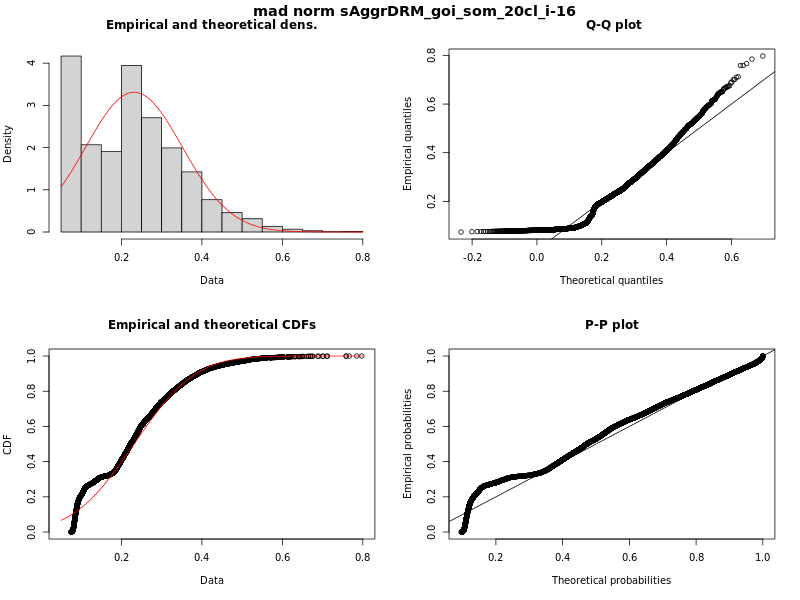 mad norm sAggrDRM_goi_som_20cl_i-16
Empirical and theoretical dens.
Density
0 1 2 3 4
0.2 0.4 0.6 0.8
Data
Q-Q plot
Empirical quantiles
0.2 0.4 0.6 0.8
-0.2 0.0 0.2 0.4 0.6
Theoretical quantiles
Empirical and theoretical CDFs
CDF
0.0 0.2 0.4 0.6 0.8 1.0
0.2 0.4 0.6 0.8
Data
P-P plot
Empirical probabilities
0.0 0.2 0.4 0.6 0.8 1.0
0.2 0.4 0.6 0.8 1.0
Theoretical probabilities